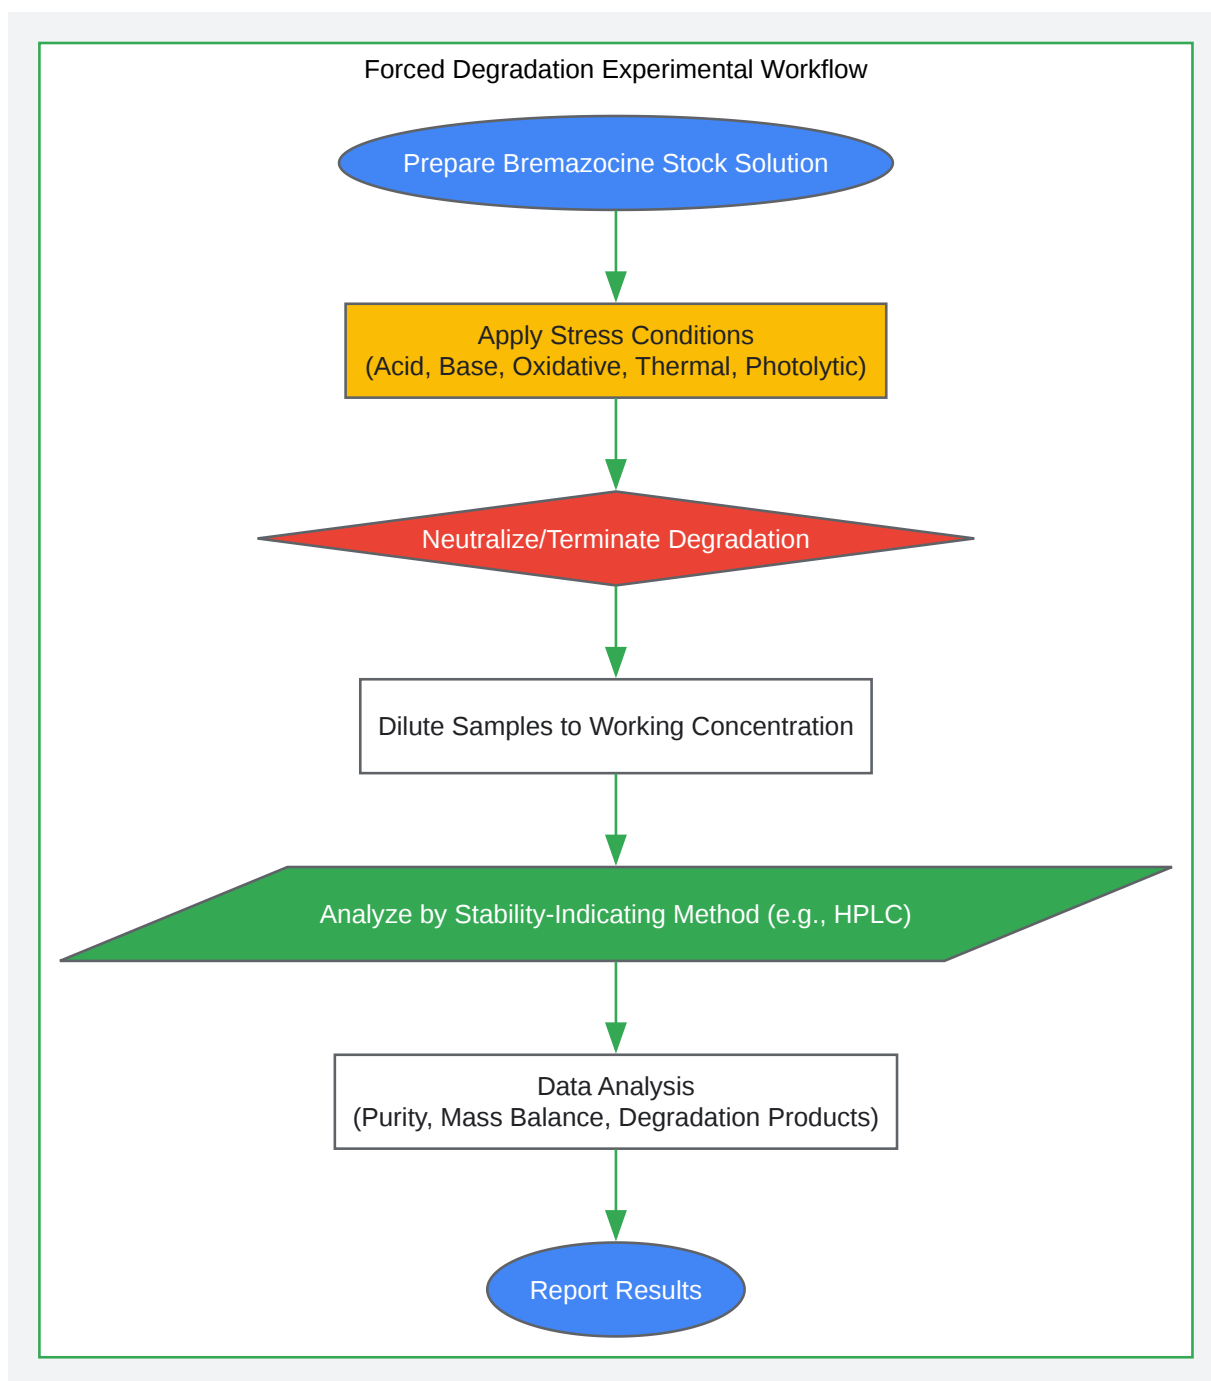 Forced Degradation Experimental Workflow
Prepare Bremazocine Stock Solution
Apply Stress Conditions
(Acid, Base, Oxidative, Thermal, Photolytic)
Neutralize/Terminate Degradation
Dilute Samples to Working Concentration
Analyze by Stability-Indicating Method (e.g., HPLC)
Data Analysis
(Purity, Mass Balance, Degradation Products)
Report Results